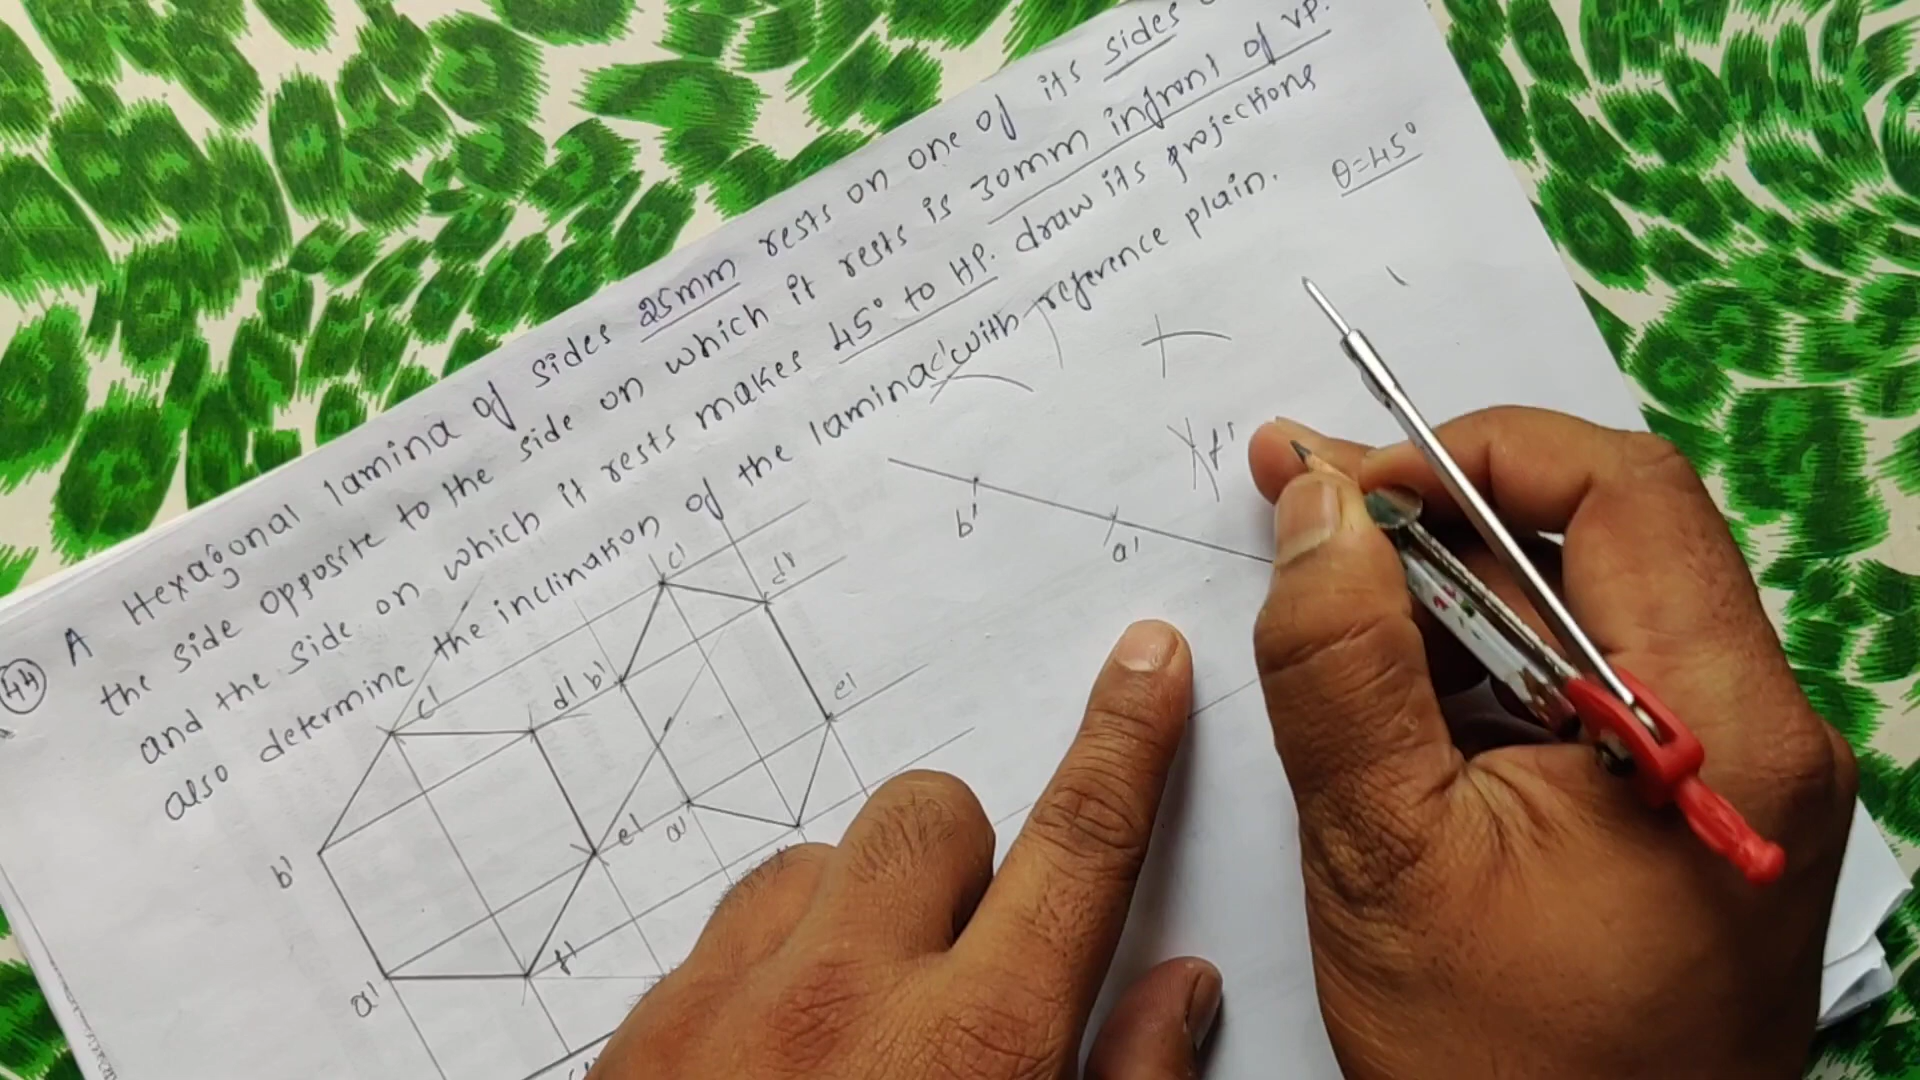 44 A Hexagonal lamina of sides 25mm rests on one of its sides
the side opposite to the side on which it rests is 30mm infront of VP.
and the side on which it rests makes 45° to HP. draw its projections
also determine the inclination of the lamina with reference plain.
θ=45°
c'
b'
a'
f'
c'
d'
b'
e'
a'
c'
d'
e'
b'
a'
f'